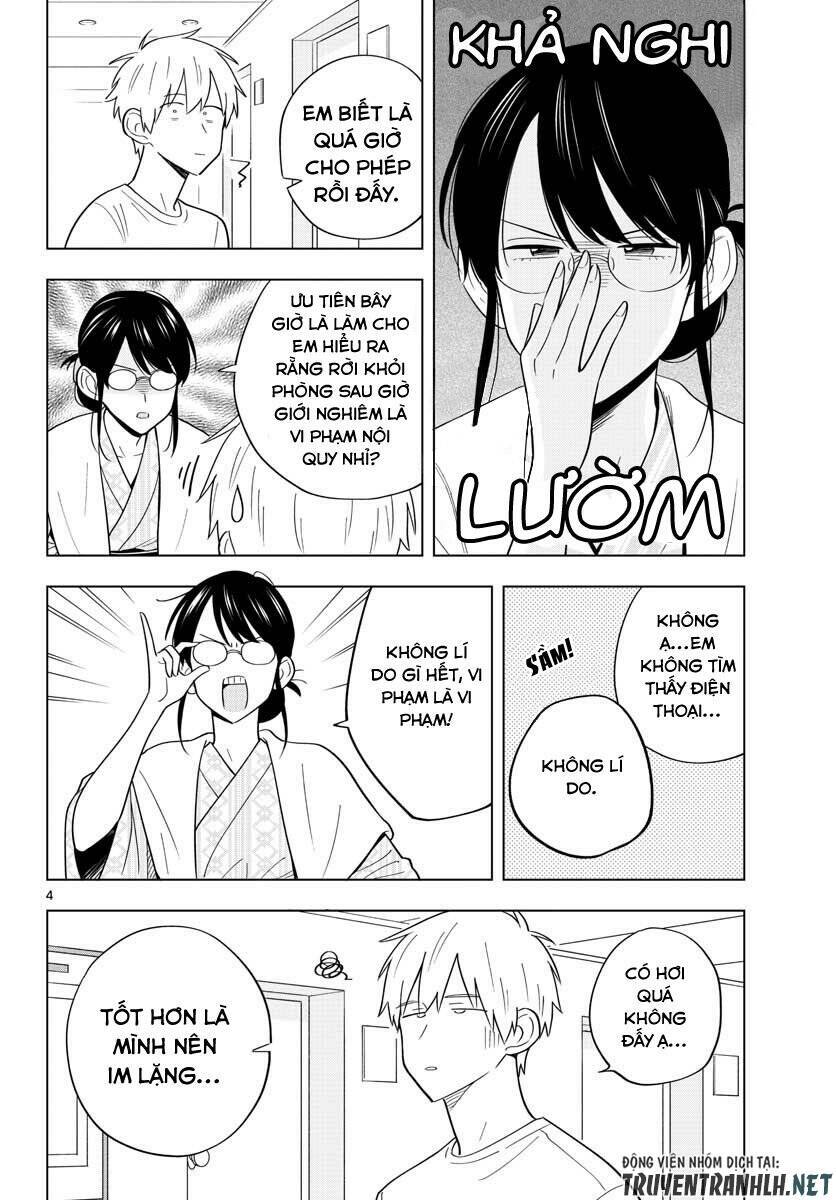 KHẢ NGHI
LƯỜM
EM BIẾT LÀ
QUÁ GIỜ
CHO PHÉP
RỒI ĐẤY.
ƯU TIÊN BÂY
GIỜ LÀ LÀM CHO
EM HIỂU RA
RẰNG RỜI KHỎI
PHÒNG SAU GIỜ
GIỚI NGHIÊM LÀ
VI PHẠM NỘI
QUY NHỈ?
KHÔNG
Ạ...EM
KHÔNG TÌM
THẤY ĐIỆN
THOẠI...
SẦM!
KHÔNG LÍ
DO.
KHÔNG LÍ
DO GÌ HẾT, VI
PHẠM LÀ VI
PHẠM!
4
CÓ HƠI
QUÁ
KHÔNG
ĐẤY Ạ...
TỐT HƠN LÀ
MÌNH NÊN
IM LẶNG...
ĐỘNG VIÊN NHÓM DỊCH TẠI:
TRUYENTRANHLH.NET